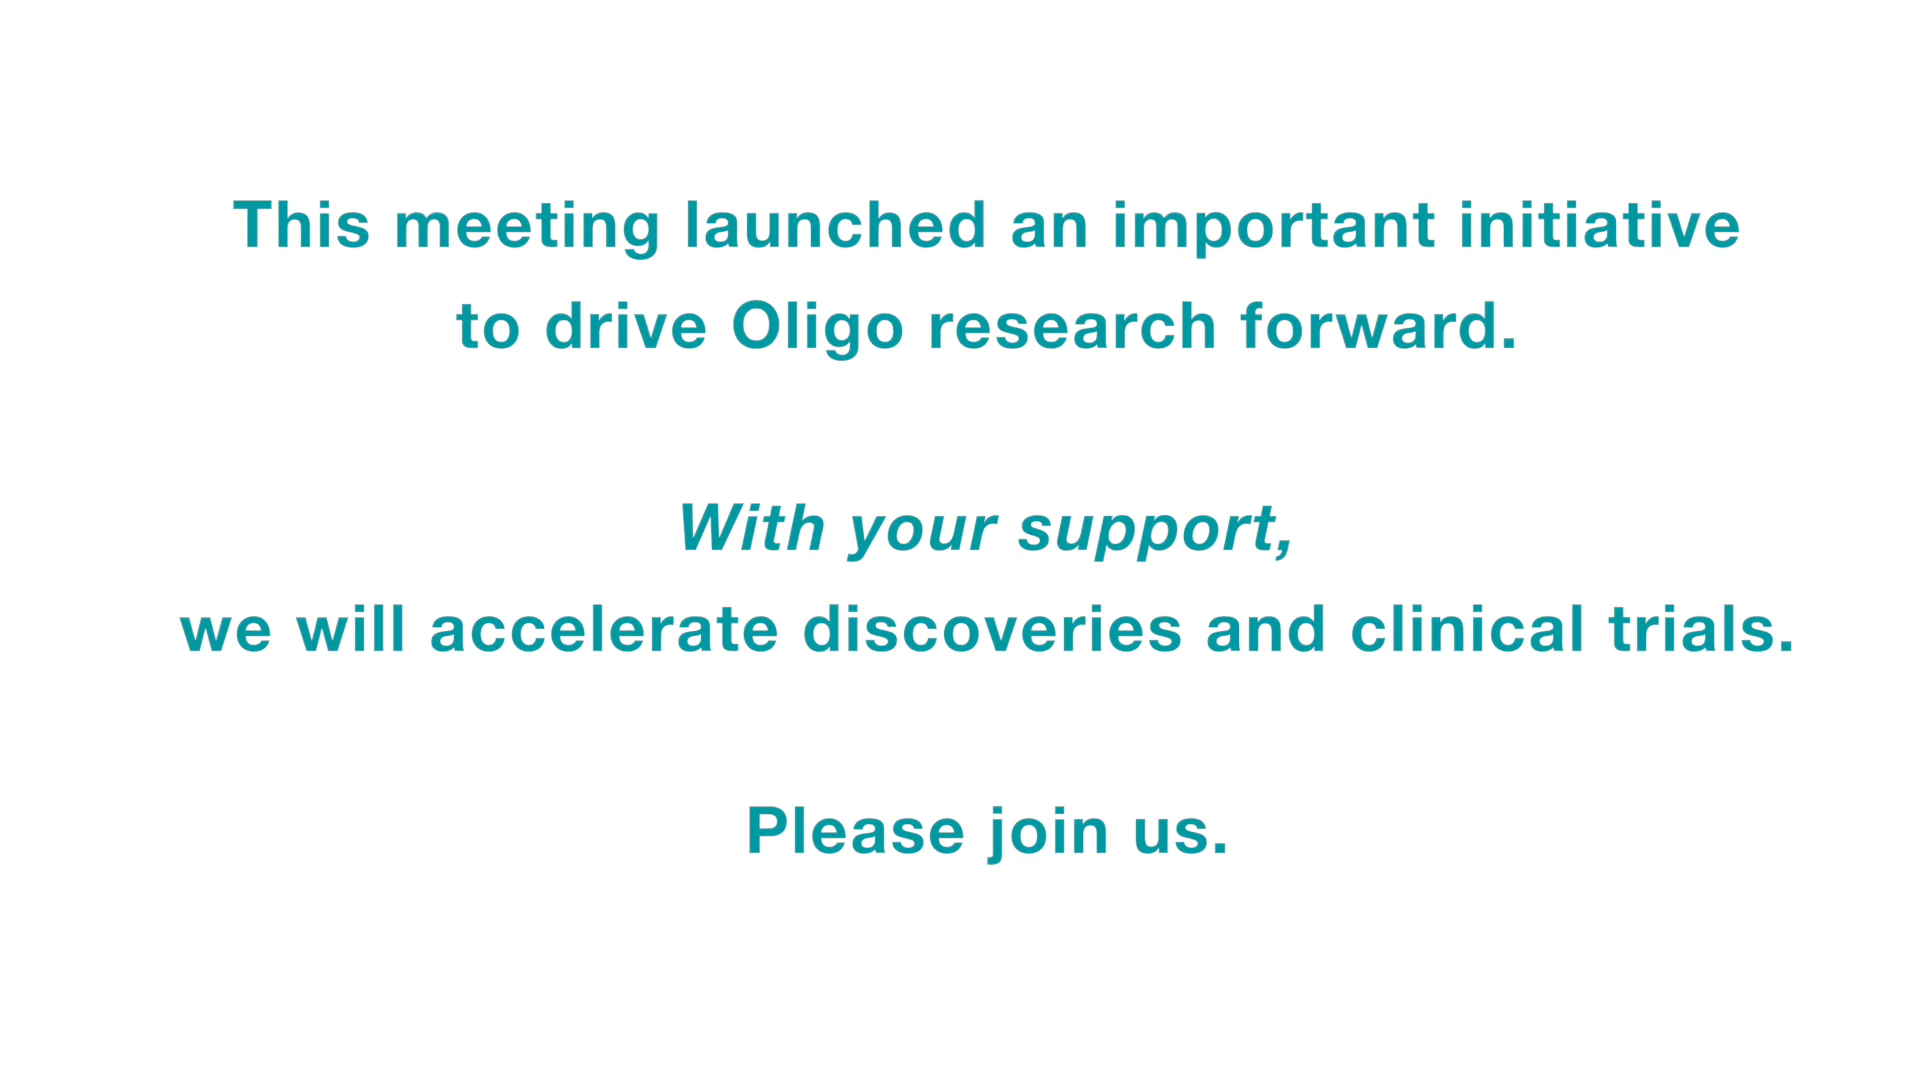 This meeting launched an important initiative
to drive Oligo research forward.
With your support,
we will accelerate discoveries and clinical trials.
Please join us.